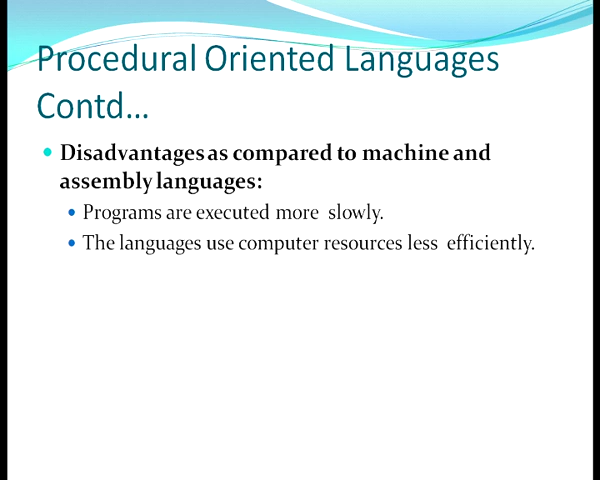 Procedural Oriented Languages
Contd...
• Disadvantages as compared to machine and
assembly languages:
• Programs are executed more slowly.
• The languages use computer resources less efficiently.